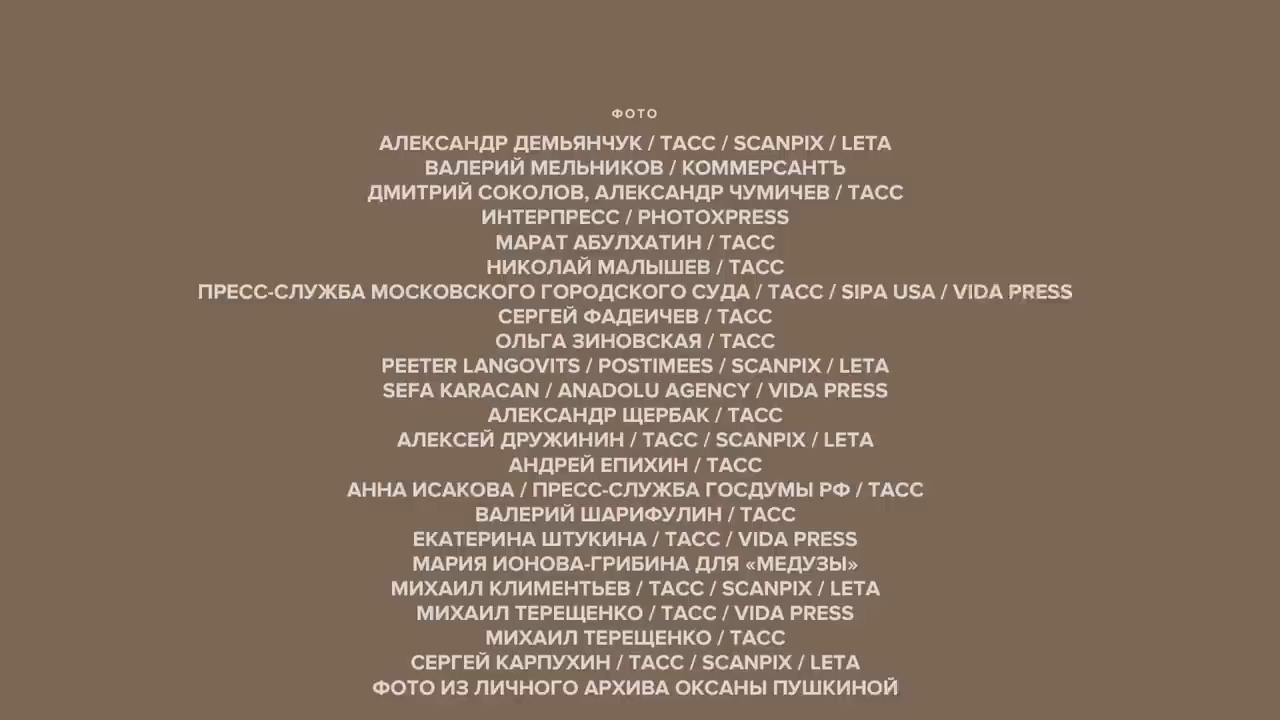 ФОТО
АЛЕКСАНДР ДЕМЬЯНЧУК / ТАСС / SCANPIX / LETA
ВАЛЕРИЙ МЕЛЬНИКОВ / КОММЕРСАНТЪ
ДМИТРИЙ СОКОЛОВ, АЛЕКСАНДР ЧУМИЧЕВ / ТАСС
ИНТЕРПРЕСС / PHOTOXPRESS
МАРАТ АБУЛХАТИН / ТАСС
НИКОЛАЙ МАЛЫШЕВ / ТАСС
ПРЕСС-СЛУЖБА МОСКОВСКОГО ГОРОДСКОГО СУДА / ТАСС / SIPA USA / VIDA PRESS
СЕРГЕЙ ФАДЕИЧЕВ / ТАСС
ОЛЬГА ЗИНОВСКАЯ / ТАСС
PEETER LANGOVITS / POSTIMEES / SCANPIX / LETA
SEFA KARACAN / ANADOLU AGENCY / VIDA PRESS
АЛЕКСАНДР ЩЕРБАК / ТАСС
АЛЕКСЕЙ ДРУЖИНИН / ТАСС / SCANPIX / LETA
АНДРЕЙ ЕПИХИН / ТАСС
АННА ИСАКОВА / ПРЕСС-СЛУЖБА ГОСДУМЫ РФ / ТАСС
ВАЛЕРИЙ ШАРИФУЛИН / ТАСС
ЕКАТЕРИНА ШТУКИНА / ТАСС / VIDA PRESS
МАРИЯ ИОНОВА-ГРИБИНА ДЛЯ «МЕДУЗЫ»
МИХАИЛ КЛИМЕНТЬЕВ / ТАСС / SCANPIX / LETA
МИХАИЛ ТЕРЕЩЕНКО / ТАСС / VIDA PRESS
МИХАИЛ ТЕРЕЩЕНКО / ТАСС
СЕРГЕЙ КАРПУХИН / ТАСС / SCANPIX / LETA
ФОТО ИЗ ЛИЧНОГО АРХИВА ОКСАНЫ ПУШКИНОЙ